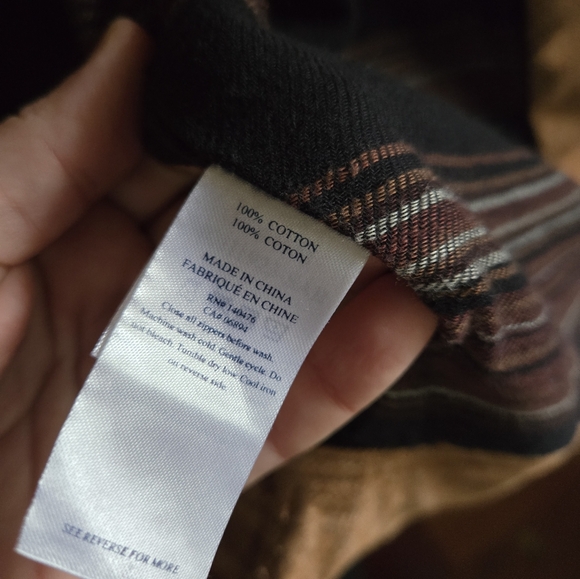 100% COTTON
100% COTON
MADE IN CHINA
FABRIQUÉ EN CHINE
RN# 140476
CA# 06894
Close all zippers before wash.
Machine wash cold. Gentle cycle. Do
not bleach. Tumble dry low. Cool iron
on reverse side.
SEE REVERSE FOR MORE